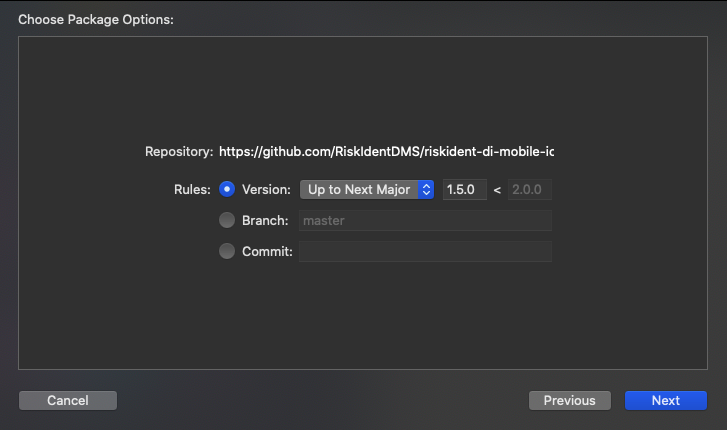 Choose Package Options:
Repository: https://github.com/RiskIdentDMS/riskident-di-mobile-ic
Rules: Version: Up to Next Major 1.5.0 < 2.0.0
Branch: master
Commit:
Cancel Previous Next